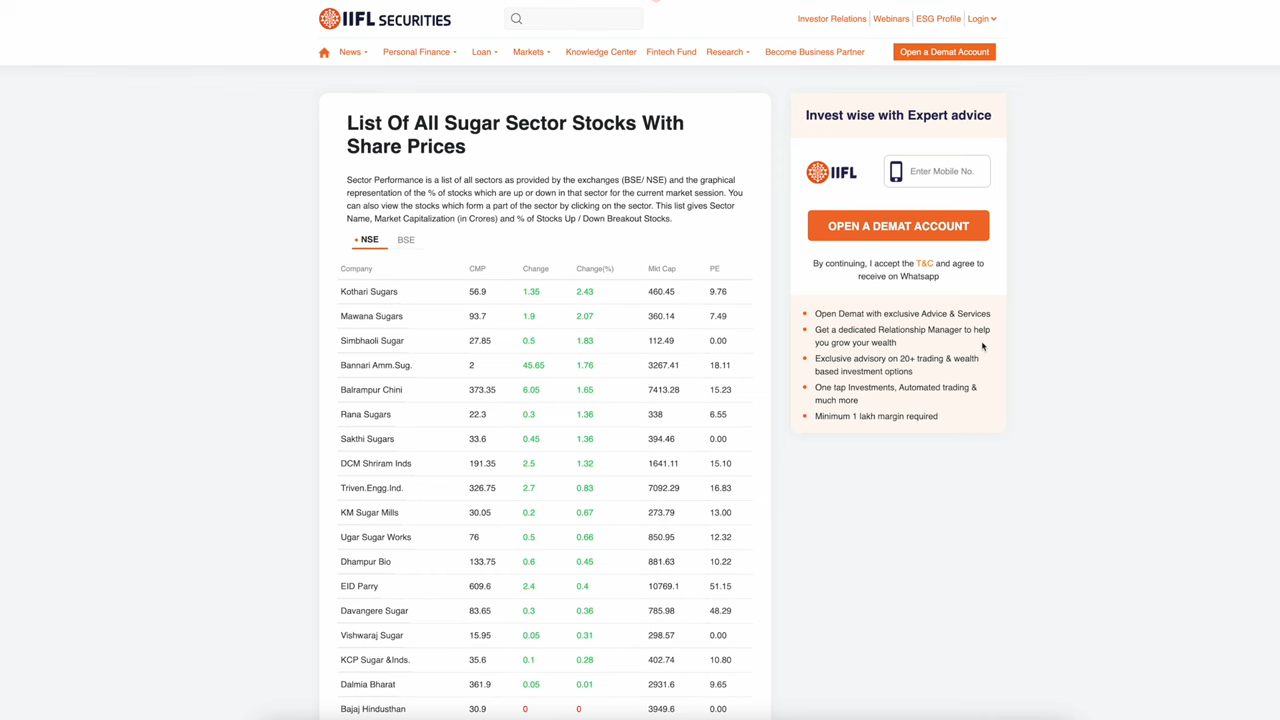 IIFL SECURITIES
Investor Relations Webinars ESG Profile Login
News Personal Finance Loan Markets Knowledge Center Fintech Fund Research Become Business Partner Open a Demat Account
List Of All Sugar Sector Stocks With
Share Prices
Sector Performance is a list of all sectors as provided by the exchanges (BSE/ NSE) and the graphical
representation of the % of stocks which are up or down in that sector for the current market session. You
can also view the stocks which form a part of the sector by clicking on the sector. This list gives Sector
Name, Market Capitalization (in Crores) and % of Stocks Up / Down Breakout Stocks.
NSE BSE
Company CMP Change Change(%) Mkt Cap PE
Kothari Sugars 56.9 1.35 2.43 460.45 9.76
Mawana Sugars 93.7 1.9 2.07 360.14 7.49
Simbhaoli Sugar 27.85 0.5 1.83 112.49 0.00
Bannari Amm.Sug. 2 45.65 1.76 3267.41 18.11
Balrampur Chini 373.35 6.05 1.65 7413.28 15.23
Rana Sugars 22.3 0.3 1.36 338 6.55
Sakthi Sugars 33.6 0.45 1.36 394.46 0.00
DCM Shriram Inds 191.35 2.5 1.32 1641.11 15.10
Triven.Engg.Ind. 326.75 2.7 0.83 7092.29 16.83
KM Sugar Mills 30.05 0.2 0.67 273.79 13.00
Ugar Sugar Works 76 0.5 0.66 850.95 12.32
Dhampur Bio 133.75 0.6 0.45 881.63 10.22
EID Parry 609.6 2.4 0.4 10769.1 51.15
Davangere Sugar 83.65 0.3 0.36 785.98 48.29
Vishwaraj Sugar 15.95 0.05 0.31 298.57 0.00
KCP Sugar &Inds. 35.6 0.1 0.28 402.74 10.80
Dalmia Bharat 361.9 0.05 0.01 2931.6 9.65
Bajaj Hindusthan 30.9 0 0 3949.6 0.00
Invest wise with Expert advice
IIFL Enter Mobile No.
OPEN A DEMAT ACCOUNT
By continuing, I accept the T&C and agree to
receive on Whatsapp
Open Demat with exclusive Advice & Services
Get a dedicated Relationship Manager to help
you grow your wealth
Exclusive advisory on 20+ trading & wealth
based investment options
One tap Investments, Automated trading &
much more
Minimum 1 lakh margin required